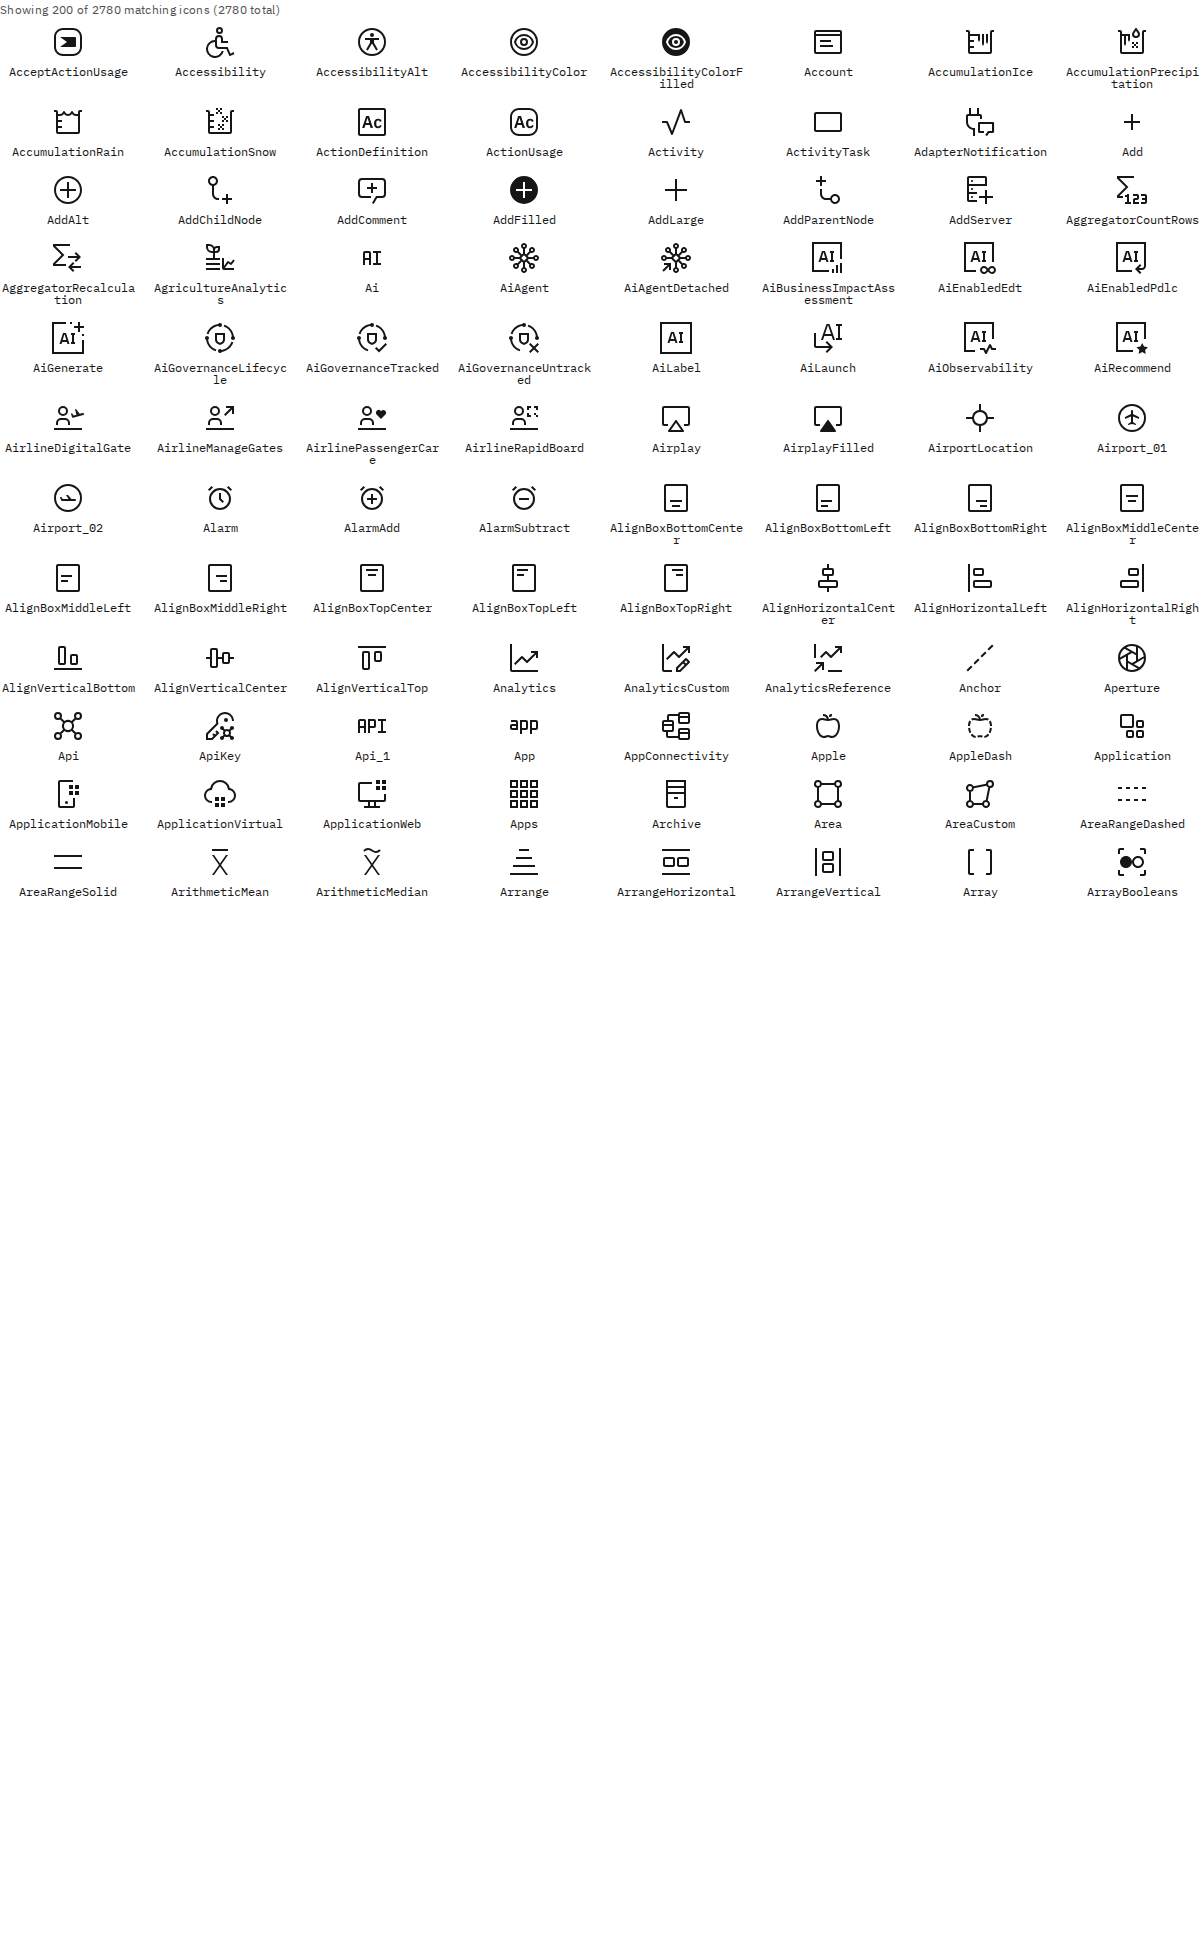 Showing 200 of 2780 matching icons (2780 total)
AcceptActionUsage Accessibility AccessibilityAlt AccessibilityColor AccessibilityColorF Account AccumulationIce AccumulationPrecipi
illed tation
Ac Ac
AccumulationRain AccumulationSnow ActionDefinition ActionUsage Activity ActivityTask AdapterNotification Add
123
AddAlt AddChildNode AddComment AddFilled AddLarge AddParentNode AddServer AggregatorCountRows
AI AI AI AI
AggregatorRecalcula AgricultureAnalytic Ai AiAgent AiAgentDetached AiBusinessImpactAss AiEnabledEdt AiEnabledPdlc
tion s essment
AI AI AI AI AI
AiGenerate AiGovernanceLifecyc AiGovernanceTracked AiGovernanceUntrack AiLabel AiLaunch AiObservability AiRecommend
le ed
AirlineDigitalGate AirlineManageGates AirlinePassengerCar AirlineRapidBoard Airplay AirplayFilled AirportLocation Airport_01
e
Airport_02 Alarm AlarmAdd AlarmSubtract AlignBoxBottomCente AlignBoxBottomLeft AlignBoxBottomRight AlignBoxMiddleCente
r r
AlignBoxMiddleLeft AlignBoxMiddleRight AlignBoxTopCenter AlignBoxTopLeft AlignBoxTopRight AlignHorizontalCent AlignHorizontalLeft AlignHorizontalRigh
er t
AlignVerticalBottom AlignVerticalCenter AlignVerticalTop Analytics AnalyticsCustom AnalyticsReference Anchor Aperture
API app
Api ApiKey Api_1 App AppConnectivity Apple AppleDash Application
ApplicationMobile ApplicationVirtual ApplicationWeb Apps Archive Area AreaCustom AreaRangeDashed
AreaRangeSolid ArithmeticMean ArithmeticMedian Arrange ArrangeHorizontal ArrangeVertical Array ArrayBooleans